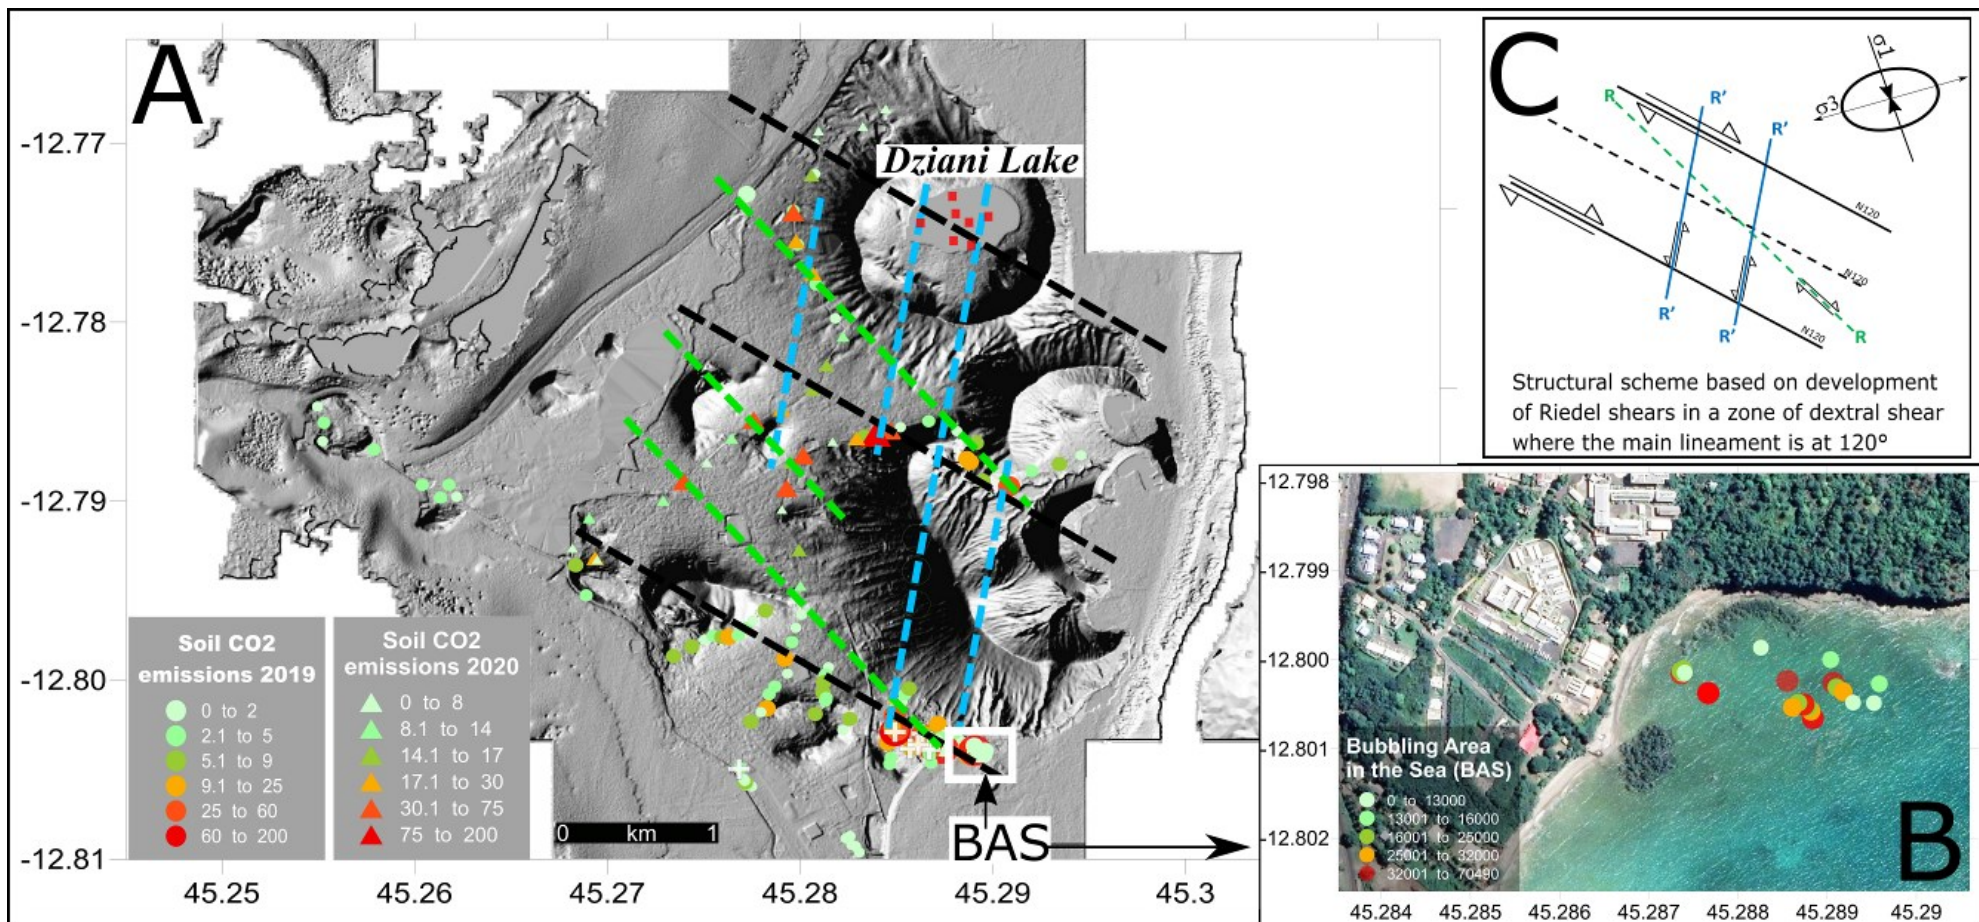 A
Dziani Lake
-12.77
-12.78
-12.79
-12.80
-12.81
45.25
45.26
45.27
45.28
45.29
45.3
Soil CO2
emissions 2019
0 to 2
2.1 to 5
5.1 to 9
9.1 to 25
25 to 60
60 to 200
Soil CO2
emissions 2020
0 to 8
8.1 to 14
14.1 to 17
17.1 to 30
30.1 to 75
75 to 200
0 km 1
BAS
C
σ1
σ3
R
R'
R'
N120
N120
N120
R'
R'
R
Structural scheme based on development
of Riedel shears in a zone of dextral shear
where the main lineament is at 120°
-12.798
-12.799
-12.800
-12.801
-12.802
Bubbling Area
in the Sea (BAS)
0 to 13000
13001 to 16000
16001 to 25000
25001 to 32000
32001 to 70490
B
45.284
45.285
45.286
45.287
45.288
45.289
45.29